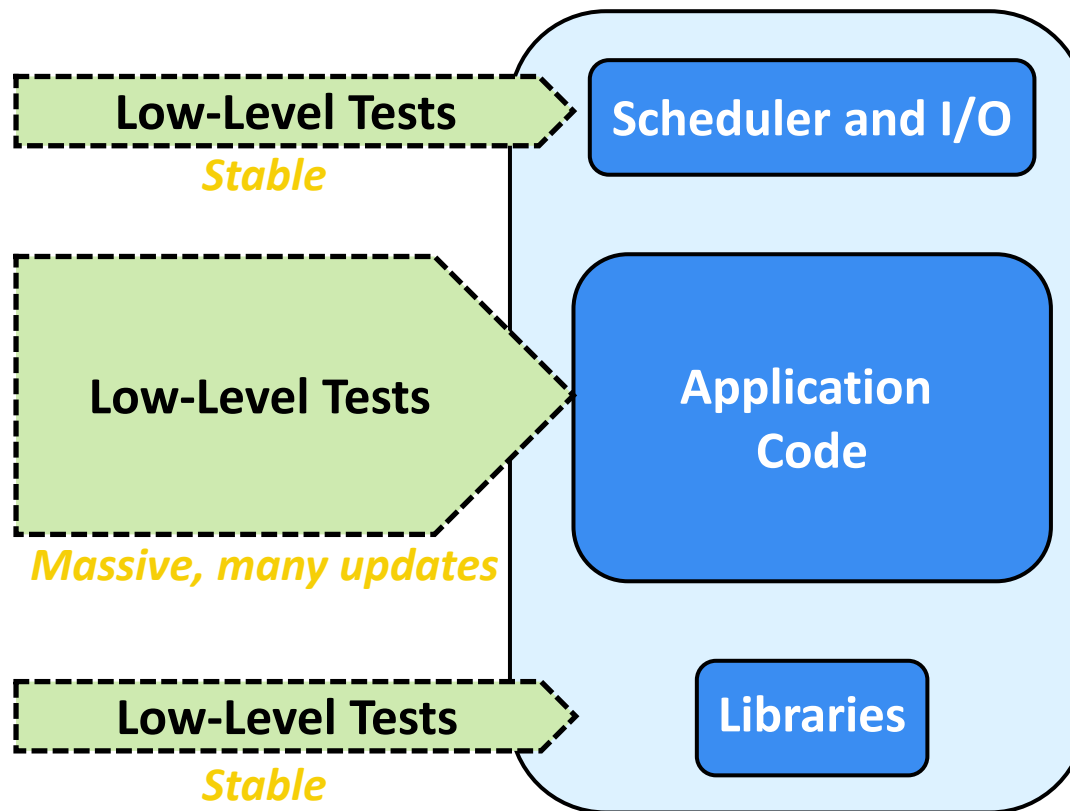 Low-Level Tests
Scheduler and I/O
Stable
Low-Level Tests
Application
Code
Massive, many updates
Low-Level Tests
Libraries
Stable